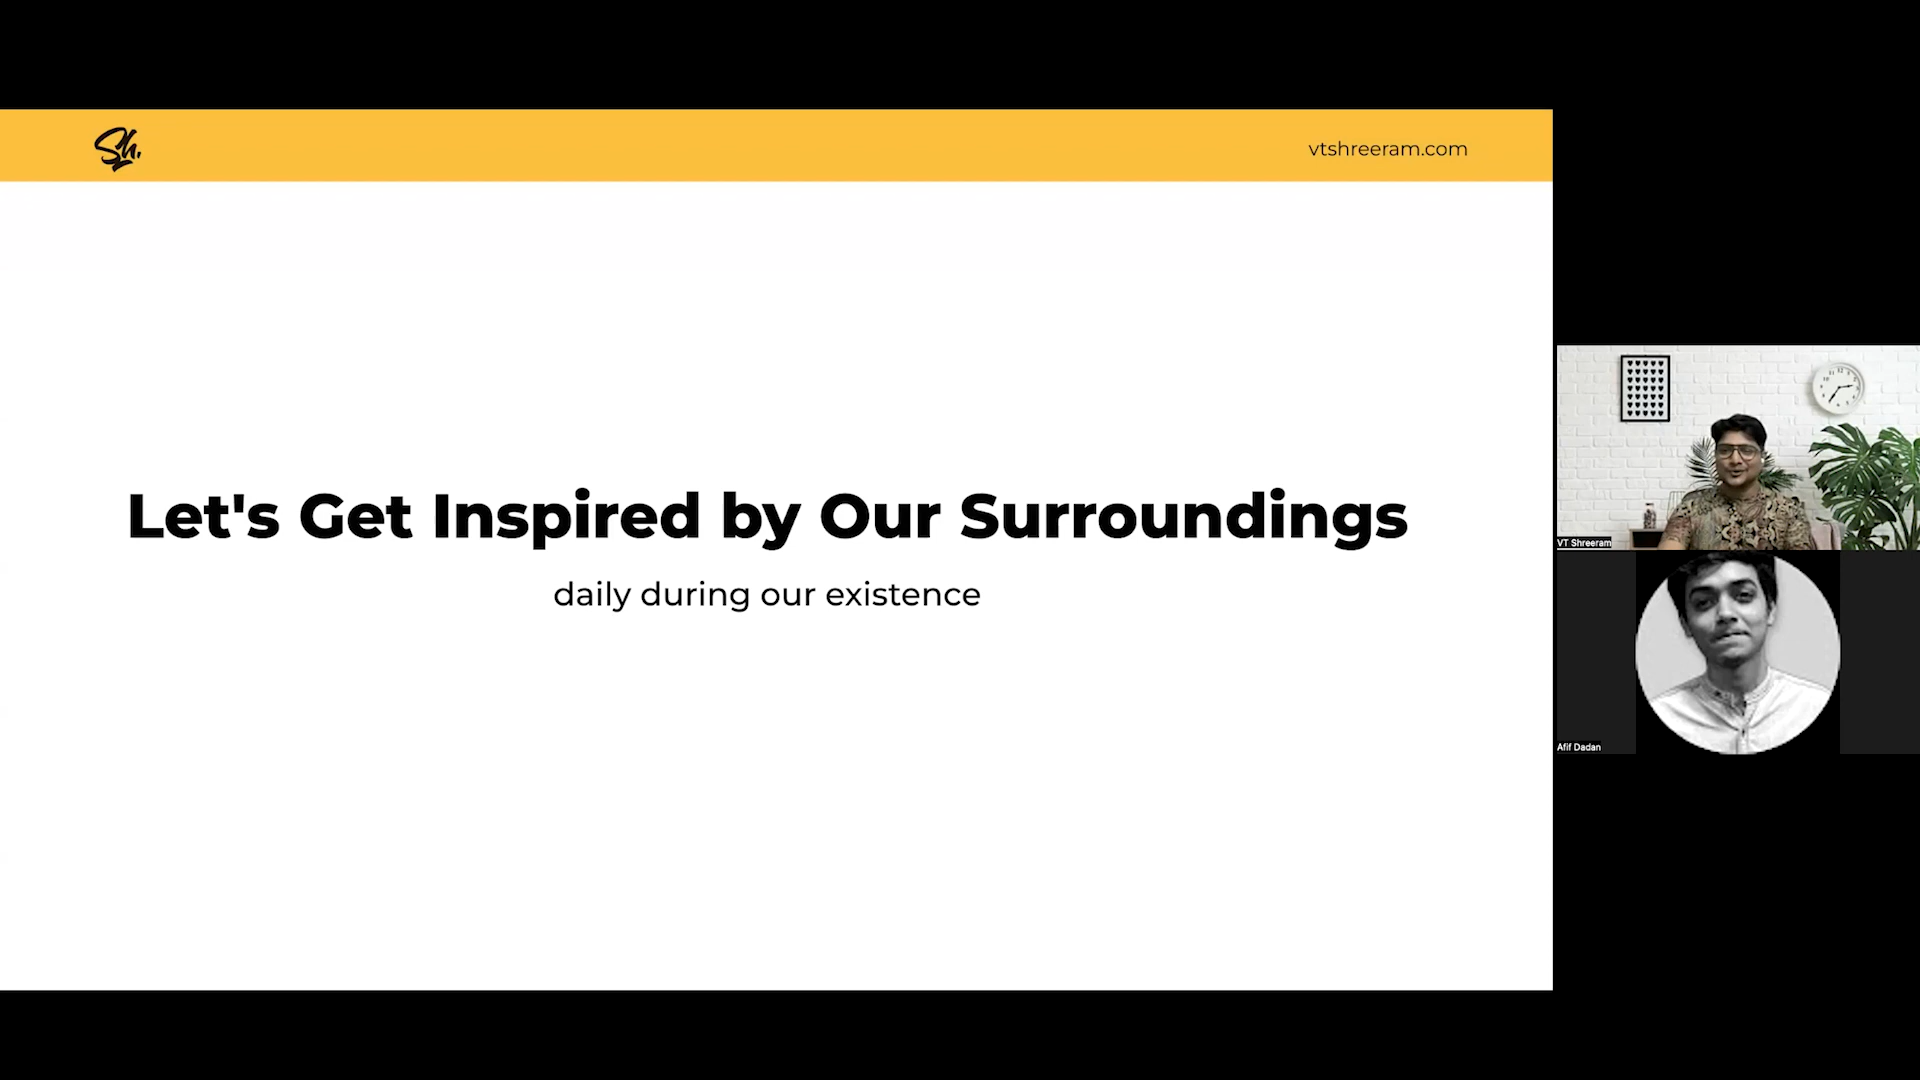 Sh.
vtshreeram.com
Let's Get Inspired by Our Surroundings
daily during our existence
VT Shreeram
Afif Dadan